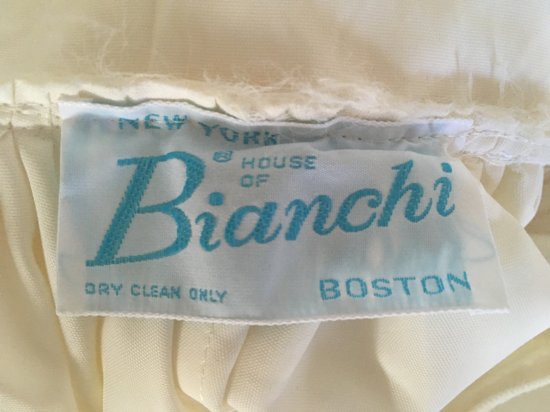 NEW YORK
® HOUSE
OF
Bianchi
DRY CLEAN ONLY BOSTON